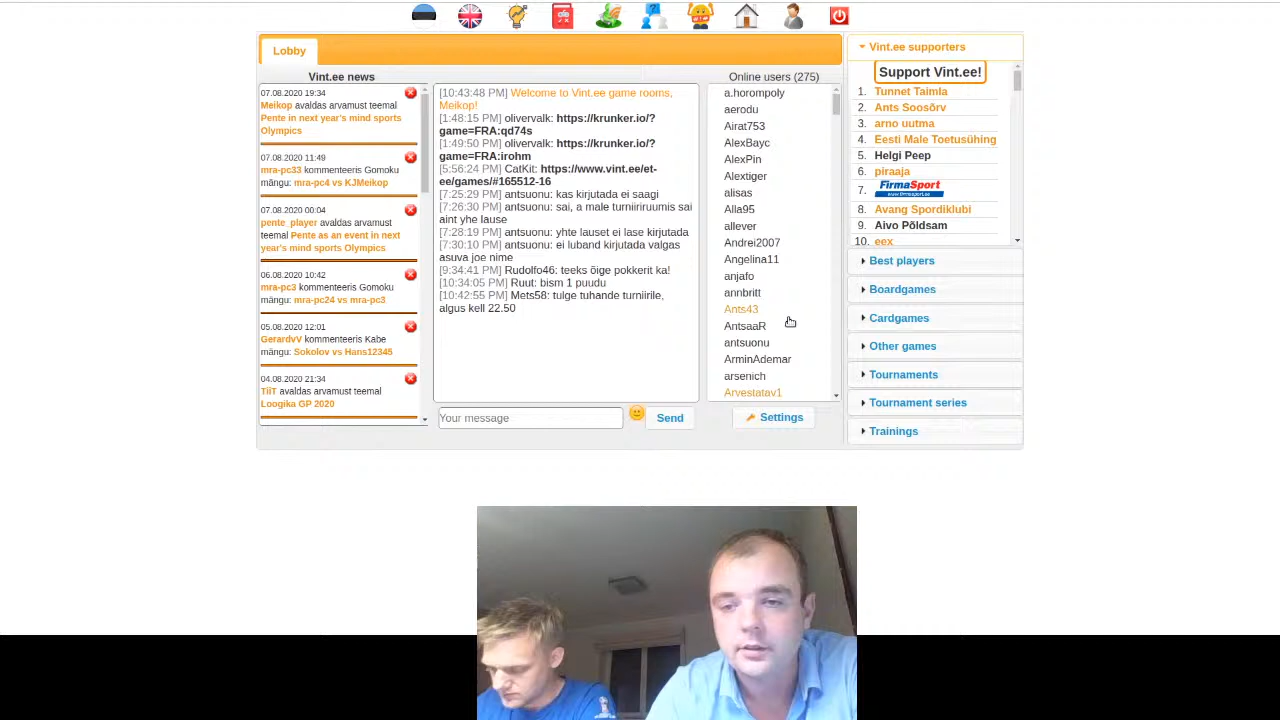 Lobby
Vint.ee news
07.08.2020 19:34
Meikop avaldas arvamust teemal
Pente in next year's mind sports
Olympics
07.08.2020 11:49
mra-pc33 kommenteeris Gomoku
mängu: mra-pc4 vs KJMeikop
07.08.2020 00:04
pente_player avaldas arvamust
teemal Pente as an event in next
year's mind sports Olympics
06.08.2020 10:42
mra-pc3 kommenteeris Gomoku
mängu: mra-pc24 vs mra-pc3
05.08.2020 12:01
GerardvV kommenteeris Kabe
mängu: Sokolov vs Hans12345
04.08.2020 21:34
TiiT avaldas arvamust teemal
Loogika GP 2020
[10:43:48 PM] Welcome to Vint.ee game rooms,
Meikop!
[1:48:15 PM] olivervalk: https://krunker.io/?
game=FRA:qd74s
[1:49:50 PM] olivervalk: https://krunker.io/?
game=FRA:irohm
[5:56:24 PM] CatKit: https://www.vint.ee/et-
ee/games/#165512-16
[7:25:29 PM] antsuonu: kas kirjutada ei saagi
[7:26:30 PM] antsuonu: sai, a male turniiriruumis sai
aint yhe lause
[7:28:19 PM] antsuonu: yhte lauset ei lase kirjutada
[7:30:10 PM] antsuonu: ei luband kirjutada valgas
asuva joe nime
[9:34:41 PM] Rudolfo46: teeks õige pokkerit ka!
[10:34:05 PM] Ruut: bism 1 puudu
[10:42:55 PM] Mets58: tulge tuhande turniirile,
algus kell 22.50
Your message
Send
Online users (275)
a.horompoly
aerodu
Airat753
AlexBayc
AlexPin
Alextiger
alisas
Alla95
allever
Andrei2007
Angelina11
anjafo
annbritt
Ants43
AntsaaR
antsuonu
ArminAdemar
arsenich
Arvestatav1
Settings
Vint.ee supporters
Support Vint.ee!
1. Tunnet Taimla
2. Ants Soosõrv
3. arno uutma
4. Eesti Male Toetusühing
5. Helgi Peep
6. piraaja
7. FirmaSport
www.firmasport.ee
8. Avang Spordiklubi
9. Aivo Põldsam
10. eex
Best players
Boardgames
Cardgames
Other games
Tournaments
Tournament series
Trainings